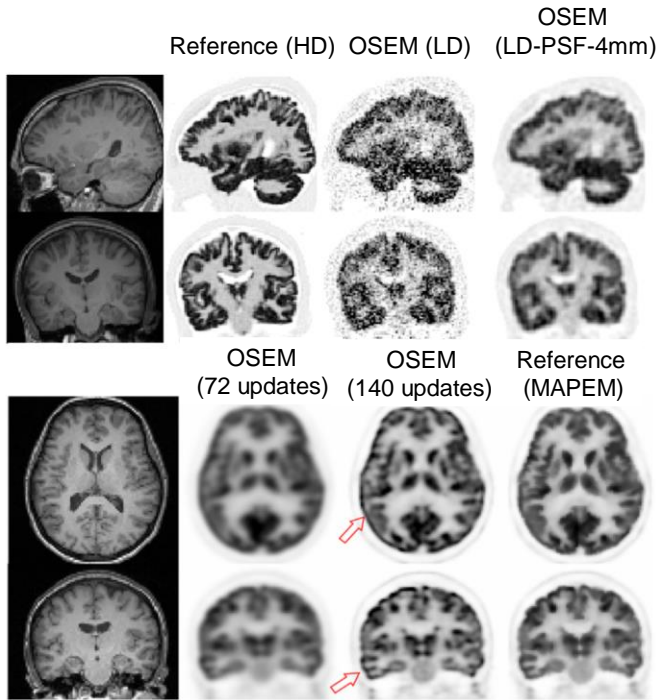 OSEM
Reference (HD) OSEM (LD) (LD-PSF-4mm)
OSEM OSEM Reference
(72 updates) (140 updates) (MAPEM)